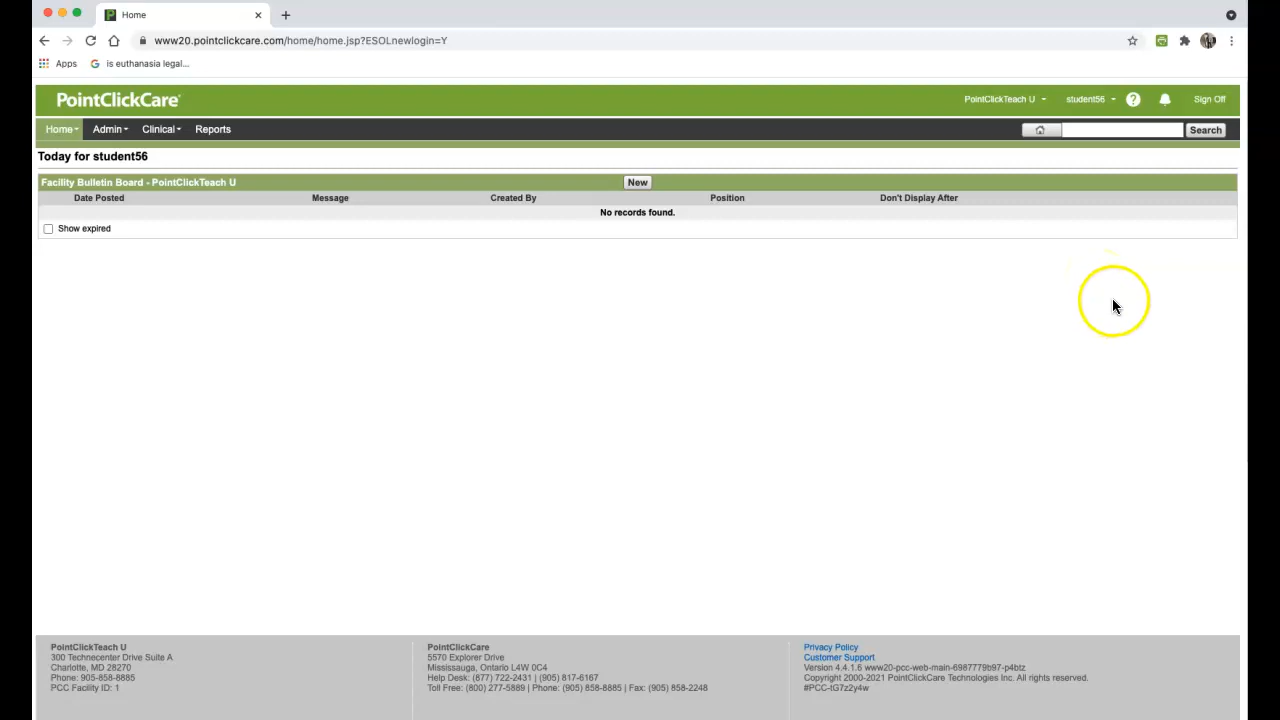 Home
www20.pointclickcare.com/home/home.jsp?ESOLnewlogin=Y
Apps is euthanasia legal...
PointClickCare PointClickTeach U student56 ? Sign Off
Home Admin Clinical Reports Search
Today for student56
Facility Bulletin Board - PointClickTeach U New
Date Posted Message Created By Position Don't Display After
No records found.
Show expired
PointClickTeach U
300 Technecenter Drive Suite A
Charlotte, MD 28270
Phone: 905-858-8885
PCC Facility ID: 1
PointClickCare
5570 Explorer Drive
Mississauga, Ontario L4W 0C4
Help Desk: (877) 722-2431 | (905) 817-6167
Toll Free: (800) 277-5889 | Phone: (905) 858-8885 | Fax: (905) 858-2248
Privacy Policy
Customer Support
Version 4.4.1.6 www20-pcc-web-main-6987779b97-p4btz
Copyright 2000-2021 PointClickCare Technologies Inc. All rights reserved.
#PCC-tG7z2y4w